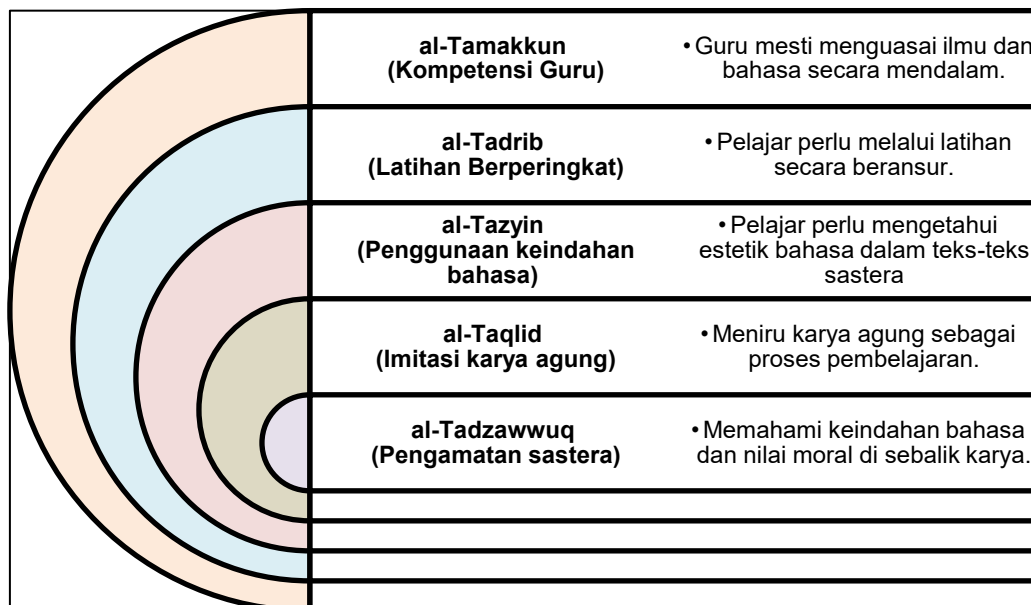 al-Tamakkun
(Kompetensi Guru)
• Guru mesti menguasai ilmu dan
bahasa secara mendalam.
al-Tadrib
(Latihan Berperingkat)
• Pelajar perlu melalui latihan
secara beransur.
al-Tazyin
(Penggunaan keindahan
bahasa)
• Pelajar perlu mengetahui
estetik bahasa dalam teks-teks
sastera
al-Taqlid
(Imitasi karya agung)
• Meniru karya agung sebagai
proses pembelajaran.
al-Tadzawwuq
(Pengamatan sastera)
• Memahami keindahan bahasa
dan nilai moral di sebalik karya.